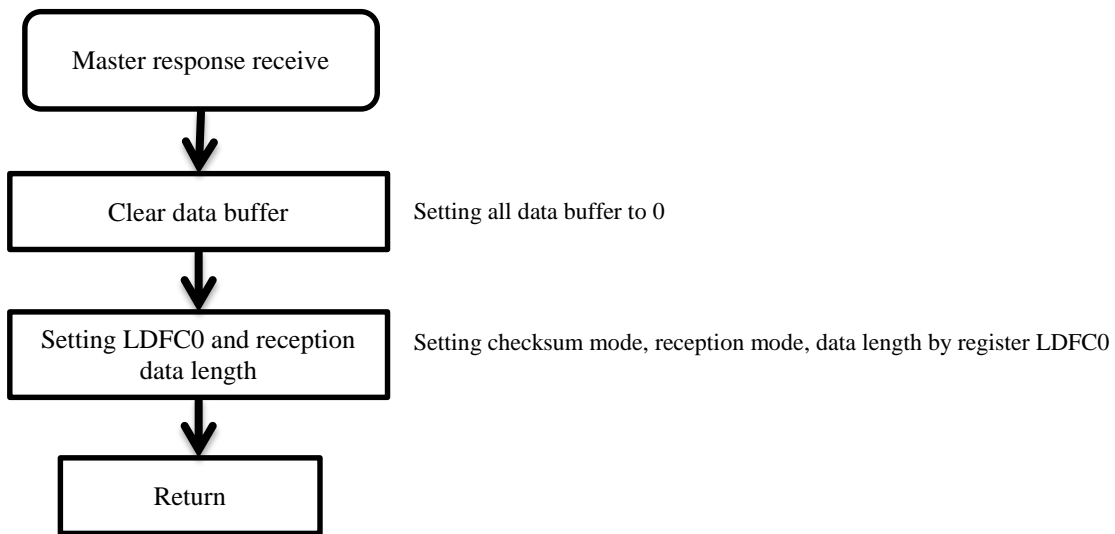 Master response receive
Clear data buffer
Setting all data buffer to 0
Setting LDFC0 and reception
data length
Setting checksum mode, reception mode, data length by register LDFC0
Return